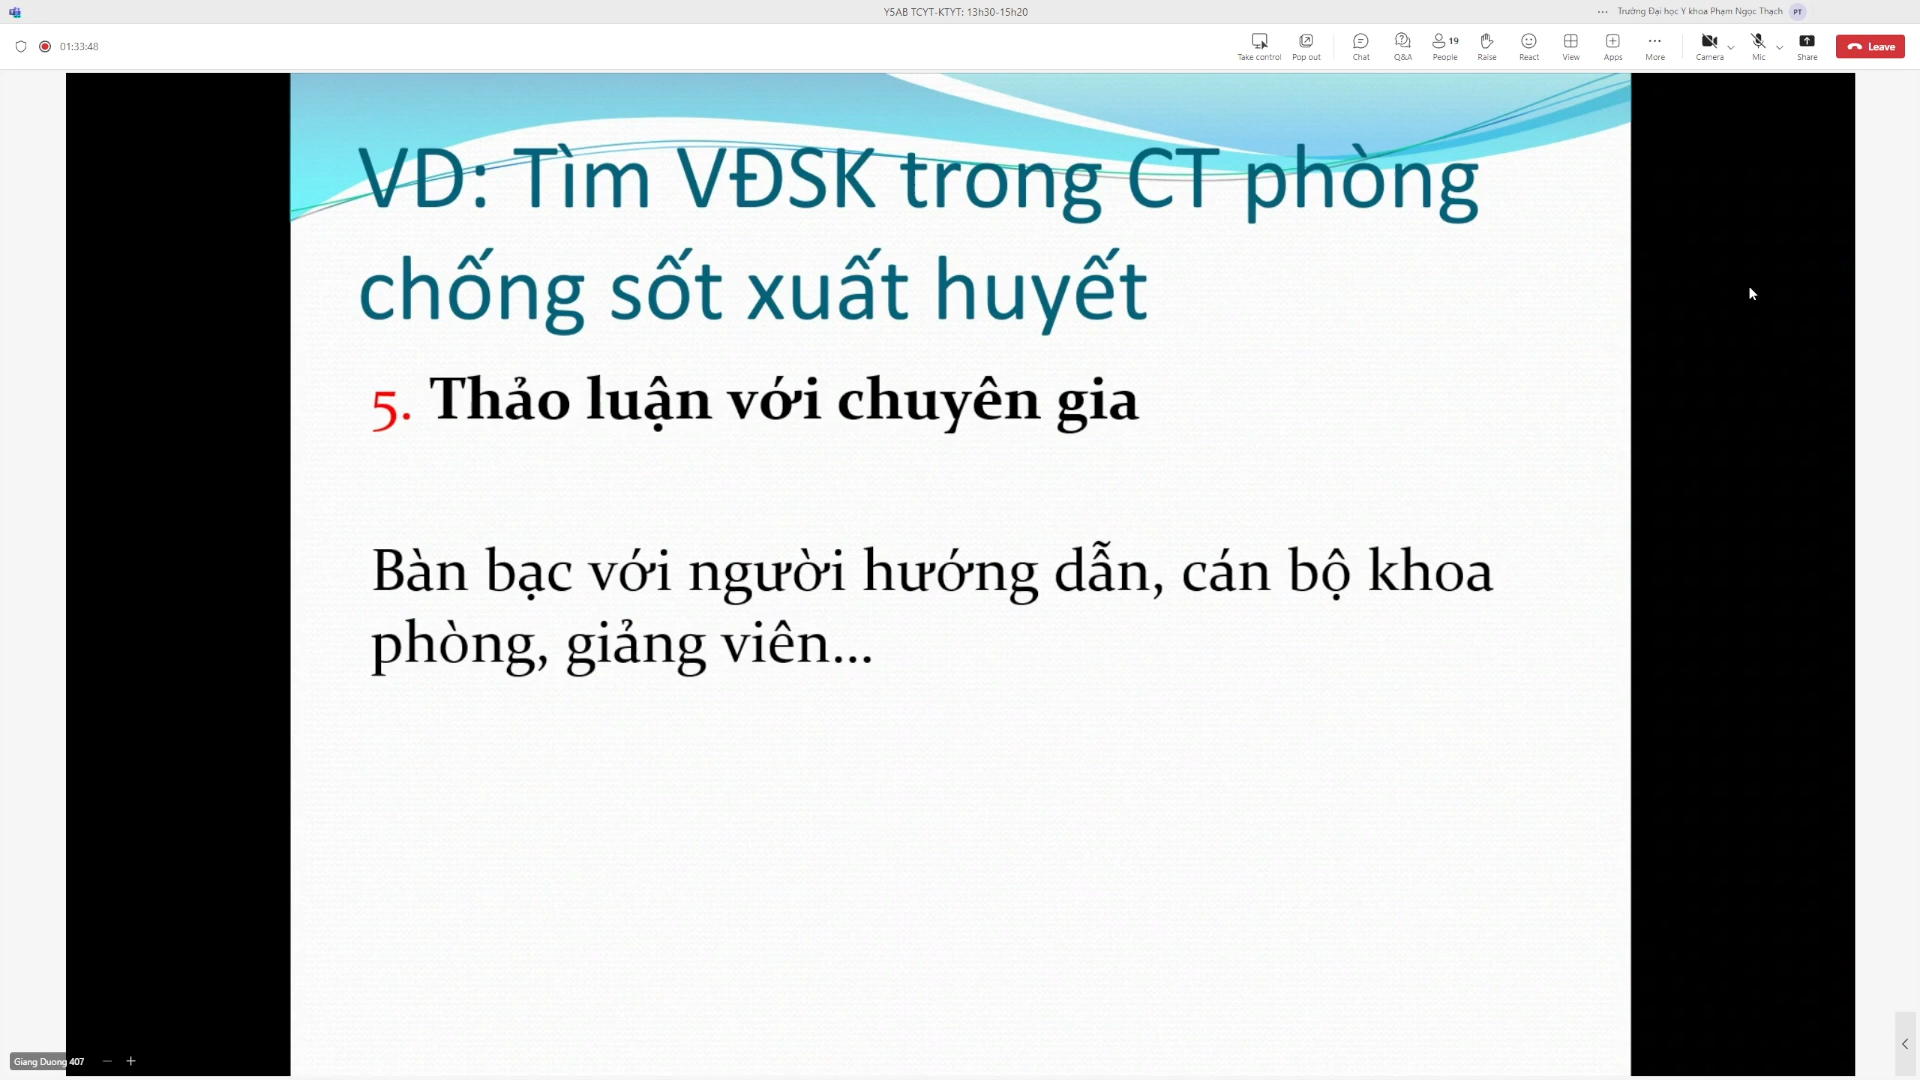 Y5AB TCYT-KTYT: 13h30-15h20
Trường Đại học Y khoa Phạm Ngọc Thạch PT
01:33:48
Take control Pop out Chat Q&A 19 People Raise React View Apps More Camera Mic Share Leave
VD: Tìm VĐSK trong CT phòng
chống sốt xuất huyết
5. Thảo luận với chuyên gia
Bàn bạc với người hướng dẫn, cán bộ khoa
phòng, giảng viên...
Giang Duong 407